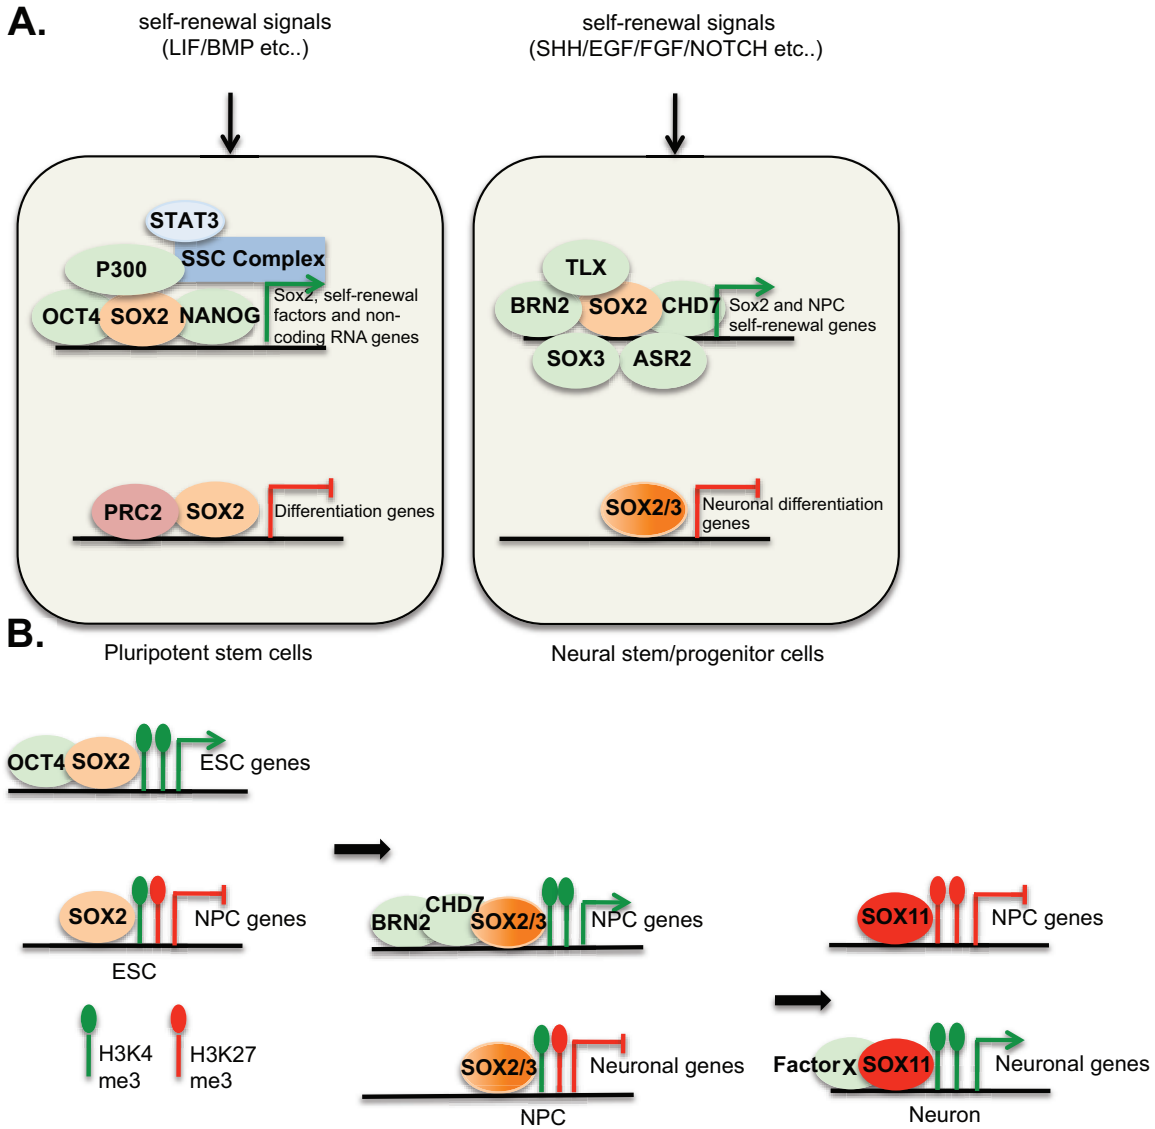 A.
self-renewal signals
(LIF/BMP etc..)
self-renewal signals
(SHH/EGF/FGF/NOTCH etc..)
STAT3
SSC Complex
P300
OCT4
SOX2
NANOG
Sox2, self-renewal
factors and non-
coding RNA genes
PRC2
SOX2
Differentiation genes
Pluripotent stem cells
TLX
BRN2
SOX2
CHD7
Sox2 and NPC
self-renewal genes
SOX3
ASR2
SOX2/3
Neuronal differentiation
genes
Neural stem/progenitor cells
B.
OCT4
SOX2
ESC genes
SOX2
NPC genes
ESC
H3K4
me3
H3K27
me3
BRN2
CHD7
SOX2/3
NPC genes
SOX2/3
Neuronal genes
NPC
SOX11
NPC genes
FactorX
SOX11
Neuronal genes
Neuron